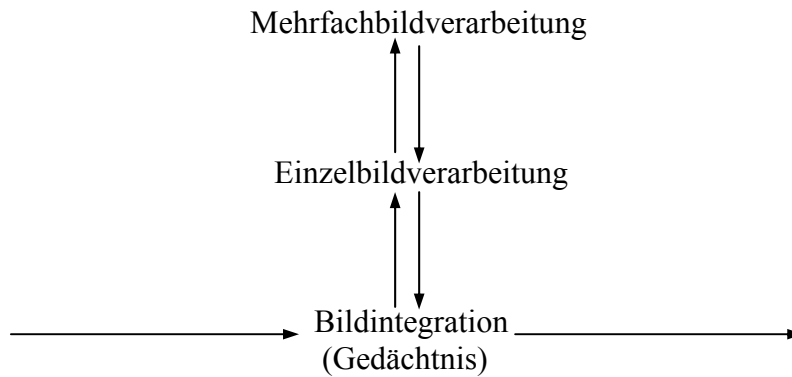 Mehrfachbildverarbeitung
Einzelbildverarbeitung
Bildintegration
(Gedächtnis)